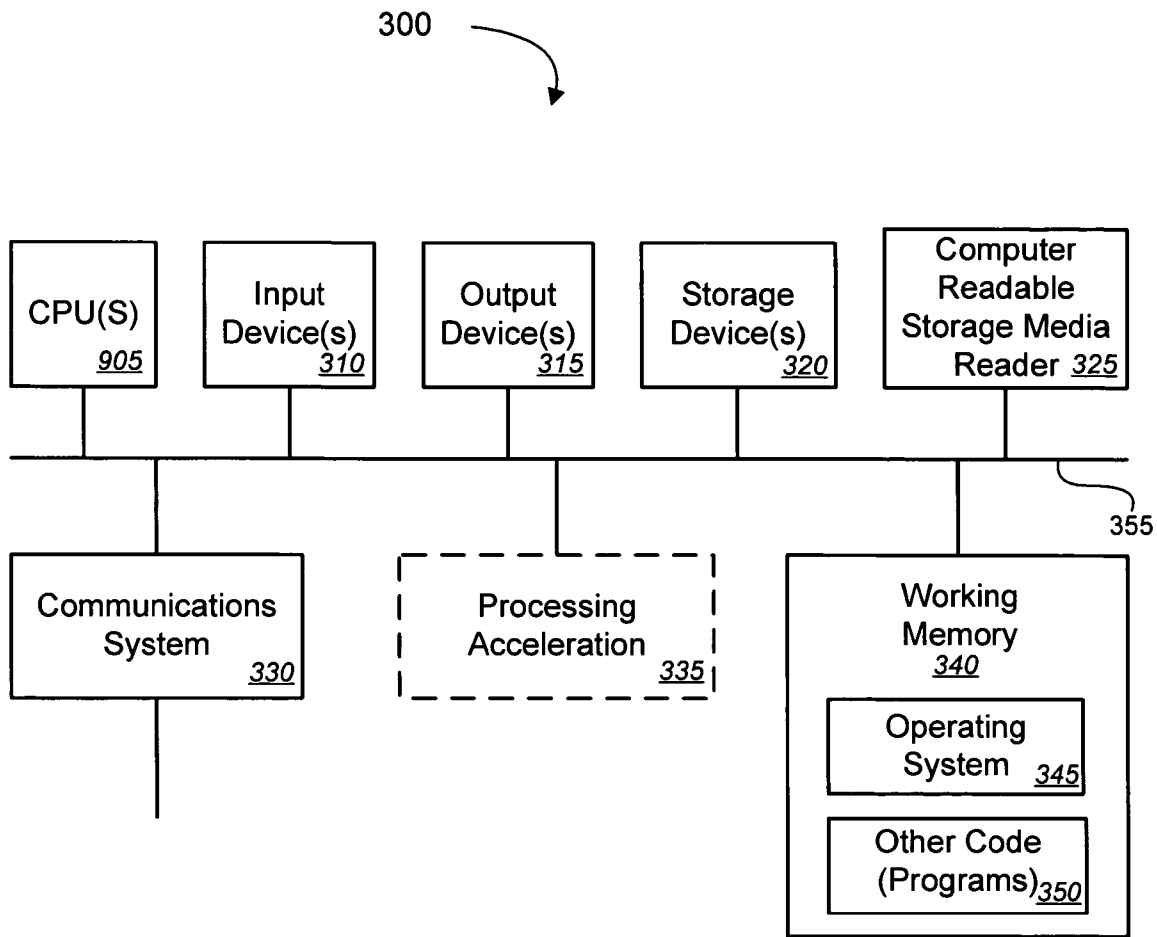 300
CPU(S)
905
Input
Device(s)
310
Output
Device(s)
315
Storage
Device(s)
320
Computer
Readable
Storage Media
Reader 325
355
Communications
System
330
Processing
Acceleration
335
Working
Memory
340
Operating
System
345
Other Code
(Programs)
350